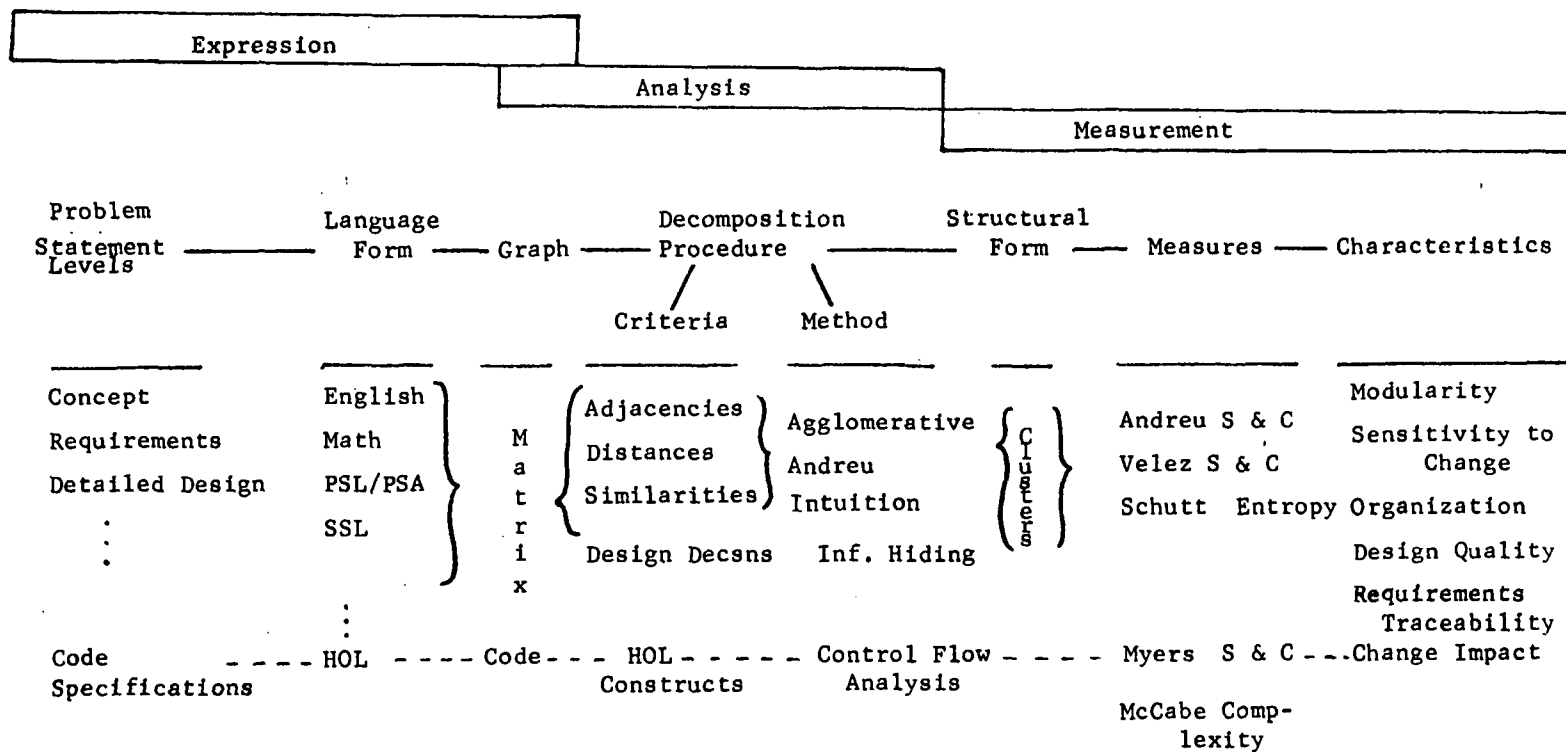 Expression
Analysis
Measurement
Problem
Statement
Levels
Language
Form
Graph
Decomposition
Procedure
Structural
Form
Measures
Characteristics
Criteria
Method
Concept
Requirements
Detailed Design
English
Math
PSL/PSA
SSL
Matrix
Adjacencies
Distances
Similarities
Design Decsns
Agglomerative
Andreu
Intuition
Inf. Hiding
Clusters
Andreu S & C
Velez S & C
Schutt Entropy
Modularity
Sensitivity to
Change
Organization
Design Quality
Requirements
Traceability
Code
Specifications
HOL
Code
HOL
Constructs
Control Flow
Analysis
Myers S & C
McCabe Comp-
lexity
Change Impact